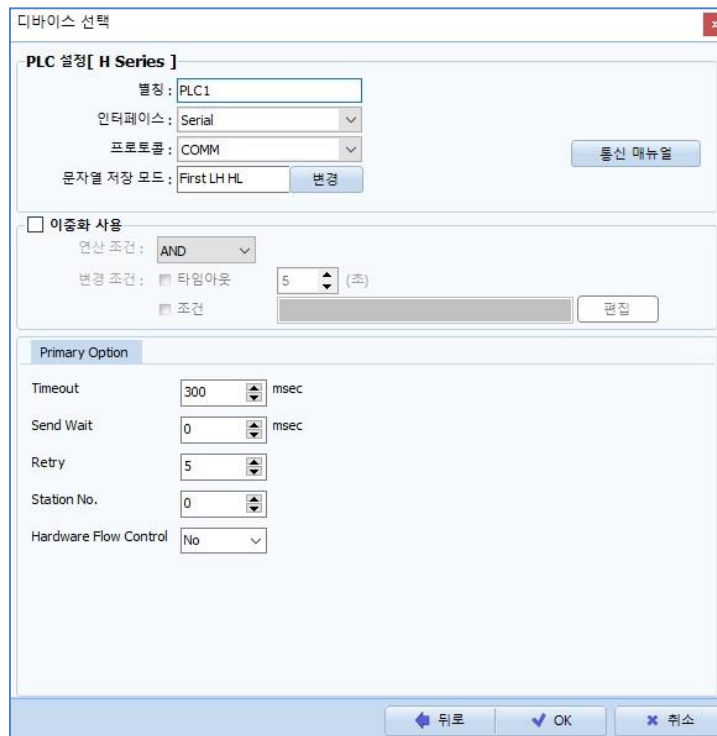 디바이스 선택
PLC 설정[ H Series ]
별칭 : PLC1
인터페이스 : Serial
프로토콜 : COMM
통신 매뉴얼
문자열 저장 모드 : First LH HL 변경
이중화 사용
연산 조건 : AND
변경 조건 : 타임아웃 5 (초)
조건 편집
Primary Option
Timeout 300 msec
Send Wait 0 msec
Retry 5
Station No. 0
Hardware Flow Control No
뒤로 OK 취소